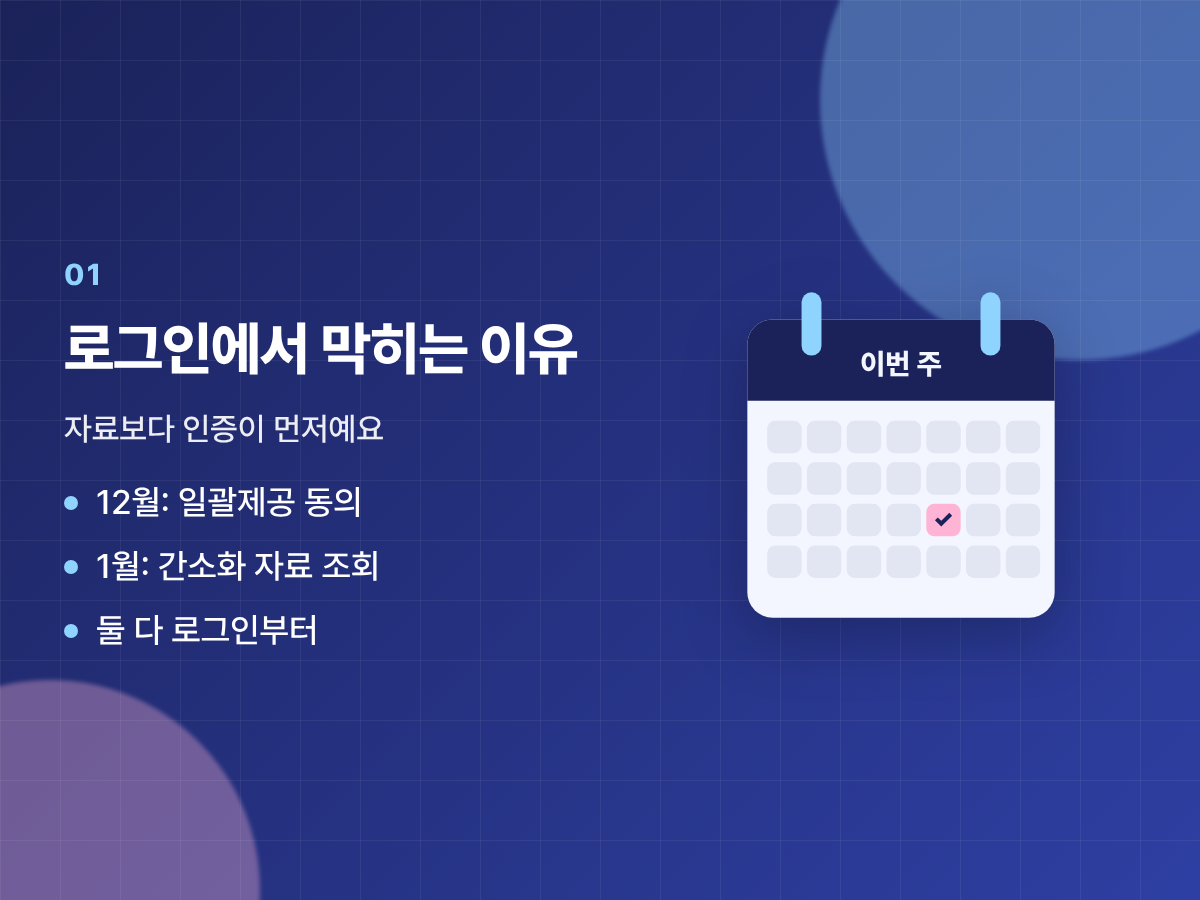 01
로그인에서 막히는 이유
자료보다 인증이 먼저예요
12월: 일괄제공 동의
1월: 간소화 자료 조회
둘 다 로그인부터
이번 주